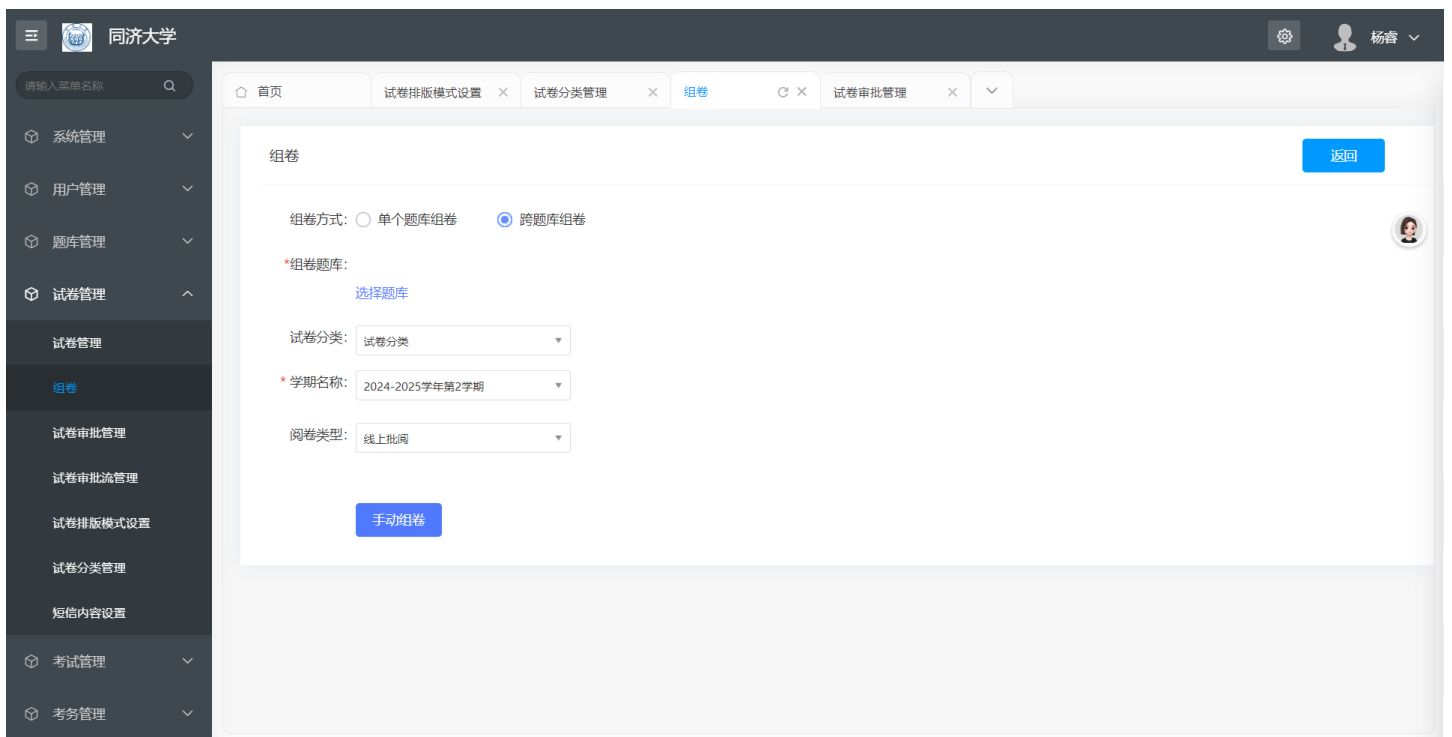 同济大学
杨睿
请输入菜单名称
首页
试卷排版模式设置
试卷分类管理
组卷
试卷审批管理
系统管理
用户管理
题库管理
试卷管理
试卷管理
组卷
试卷审批管理
试卷审批流管理
试卷排版模式设置
试卷分类管理
短信内容设置
考试管理
考务管理
组卷
返回
组卷方式: 单个题库组卷 跨题库组卷
*组卷题库:
选择题库
试卷分类: 试卷分类
* 学期名称: 2024-2025学年第2学期
阅卷类型: 线上批阅
手动组卷